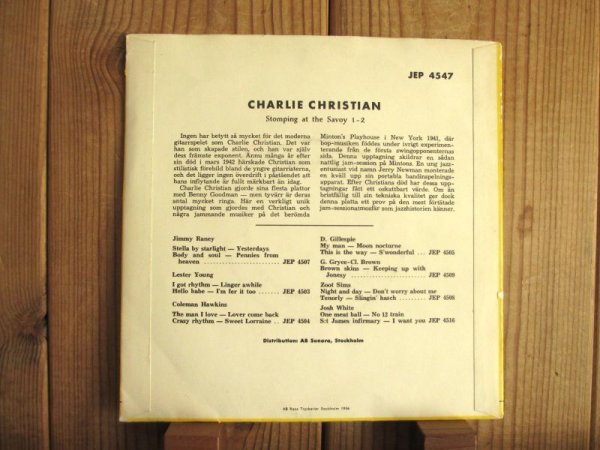 JEP 4547
CHARLIE CHRISTIAN
Stomping at the Savoy 1-2
Ingen har betytt så mycket för det moderna
gitarrspelet som Charlie Christian. Det var
han som skapade stilen, och han var själv
dess främste exponent. Ännu många år efter
sin död i mars 1942 härskade Christian som
stilistisk förebild bland de yngre gitarristerna,
och det ligger ingen överdrift i påståendet att
hans inflytande är fullt märkbart än idag.
Charlie Christian gjorde sina flesta plattor
med Benny Goodman — men tyvärr är deras
antal mycket ringa. Här en verkligt unik
upptagning som gjordes med Christian och
några jammande musiker på det berömda
Minton's Playhouse i New York 1941, där
bop-musiken föddes under ivrigt experimen-
terande från de första swingopponenternas
sida. Denna upptagning skildrar en sådan
nattlig jam-session på Mintons. En ung jazz-
entusiast vid namn Jerry Newman monterade
en kväll upp sin portabla bandinspelnings-
apparat. Efter Christians död har dessa upp-
tagningar fått ett oskattbart värde. Om än
bristfällig till sin tekniska kvalitet ger dock
denna platta ett prov på den mest förtätade
jam-sessionatmosfär som jazzhistorien känner.
Jimmy Raney
Stella by starlight — Yesterdays
Body and soul — Pennies from
heaven ........ JEP 4507
Lester Young
I got rhythm — Linger awhile
Hello babe — I'm for it too ....... JEP 4503
Coleman Hawkins
The man I love — Lover come back
Crazy rhythm — Sweet Lorraine .. JEP 4504
D. Gillespie
My man — Moon nocturne
This is the way — S'wonderful .. JEP 4505
G. Gryce-Cl. Brown
Brown skins — Keeping up with
Jonesy ........ JEP 4509
Zoot Sims
Night and day — Don't worry about me
Tenorly — Slingin' hasch ........ JEP 4508
Josh White
One meat ball — No 12 train
S:t James infirmary — I want you JEP 4516
Distribution: AB Sonora, Stockholm
Stockholm 1956